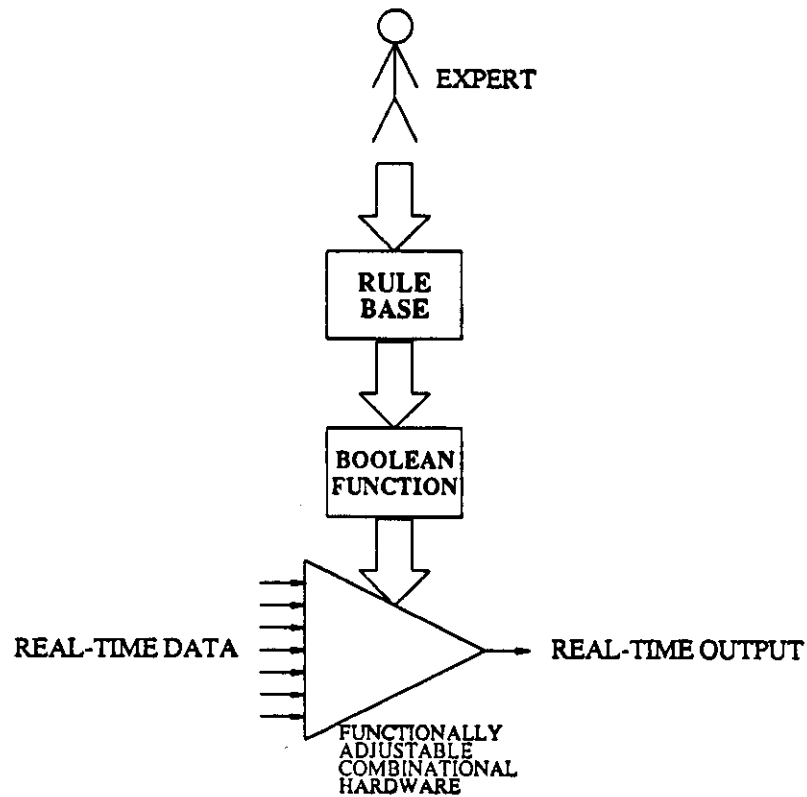 EXPERT
RULE
BASE
BOOLEAN
FUNCTION
REAL-TIME DATA
REAL-TIME OUTPUT
FUNCTIONALLY
ADJUSTABLE
COMBINATIONAL
HARDWARE